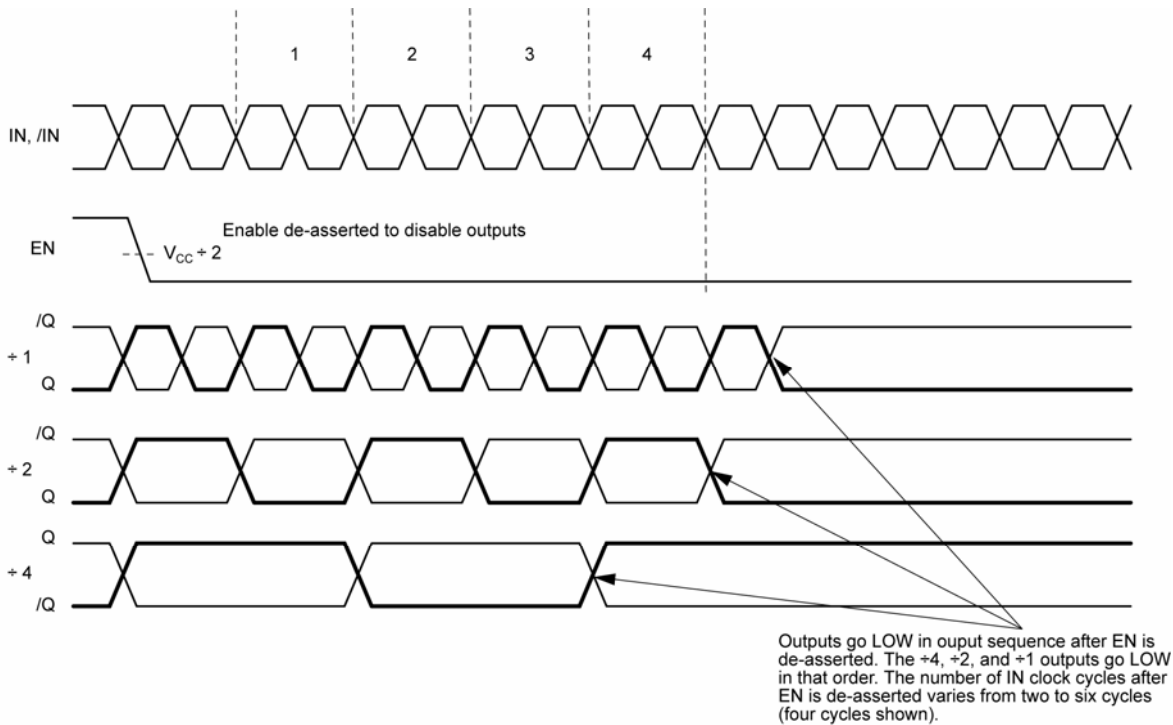 1 2 3 4
IN, /IN
EN
Enable de-asserted to disable outputs
VCC ÷ 2
/Q
÷ 1
Q
/Q
÷ 2
Q
Q
÷ 4
/Q
Outputs go LOW in ouput sequence after EN is
de-asserted. The ÷4, ÷2, and ÷1 outputs go LOW
in that order. The number of IN clock cycles after
EN is de-asserted varies from two to six cycles
(four cycles shown).